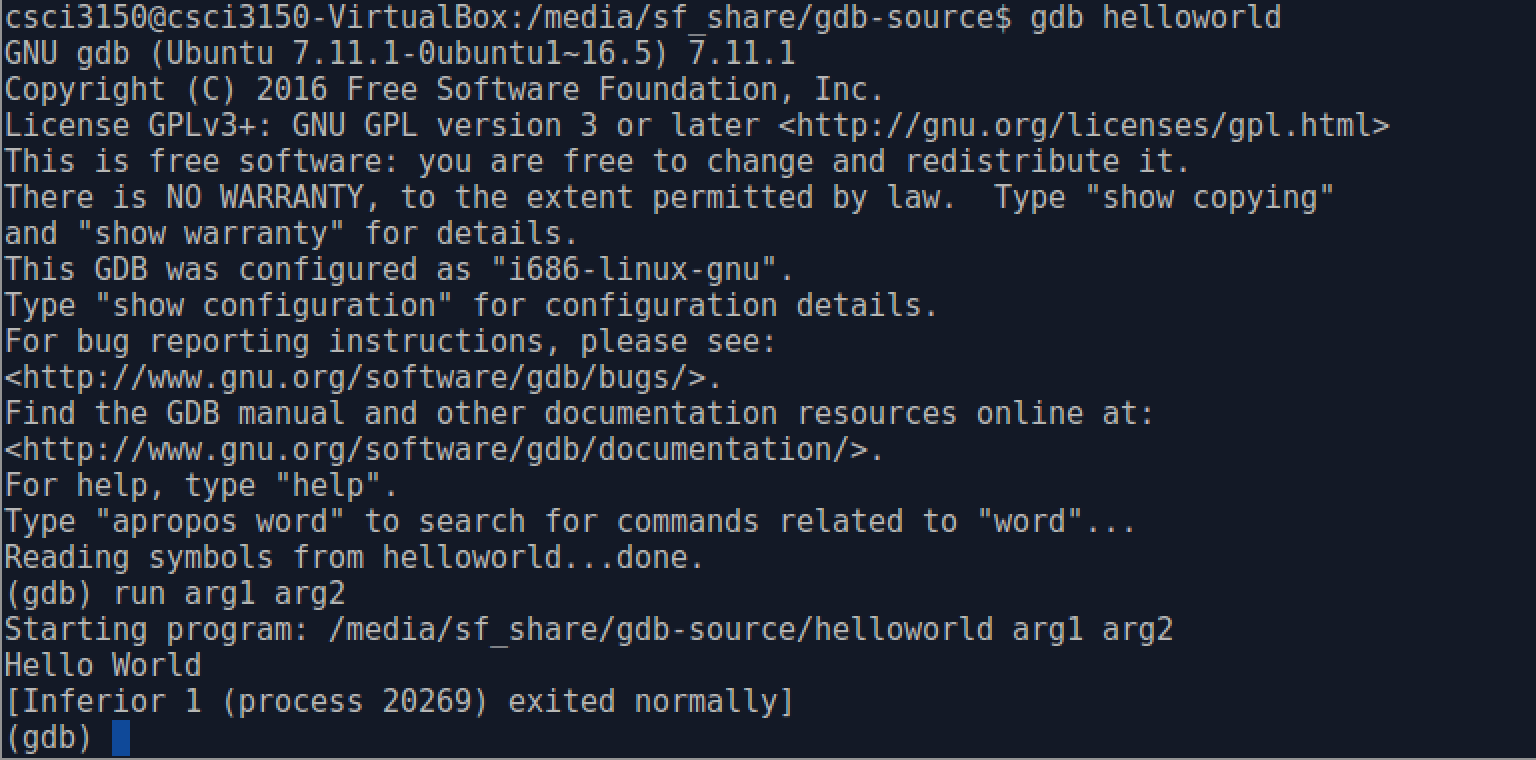 csci3150@csci3150-VirtualBox:/media/sf_share/gdb-source$ gdb helloworld
GNU gdb (Ubuntu 7.11.1-0ubuntu1~16.5) 7.11.1
Copyright (C) 2016 Free Software Foundation, Inc.
License GPLv3+: GNU GPL version 3 or later <http://gnu.org/licenses/gpl.html>
This is free software: you are free to change and redistribute it.
There is NO WARRANTY, to the extent permitted by law.  Type "show copying"
and "show warranty" for details.
This GDB was configured as "i686-linux-gnu".
Type "show configuration" for configuration details.
For bug reporting instructions, please see:
<http://www.gnu.org/software/gdb/bugs/>.
Find the GDB manual and other documentation resources online at:
<http://www.gnu.org/software/gdb/documentation/>.
For help, type "help".
Type "apropos word" to search for commands related to "word"...
Reading symbols from helloworld...done.
(gdb) run arg1 arg2
Starting program: /media/sf_share/gdb-source/helloworld arg1 arg2
Hello World
[Inferior 1 (process 20269) exited normally]
(gdb)